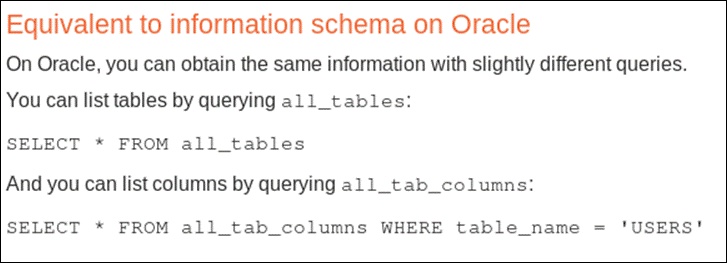 Equivalent to information schema on Oracle
On Oracle, you can obtain the same information with slightly different queries.
You can list tables by querying all_tables:
SELECT * FROM all_tables
And you can list columns by querying all_tab_columns:
SELECT * FROM all_tab_columns WHERE table_name = 'USERS'